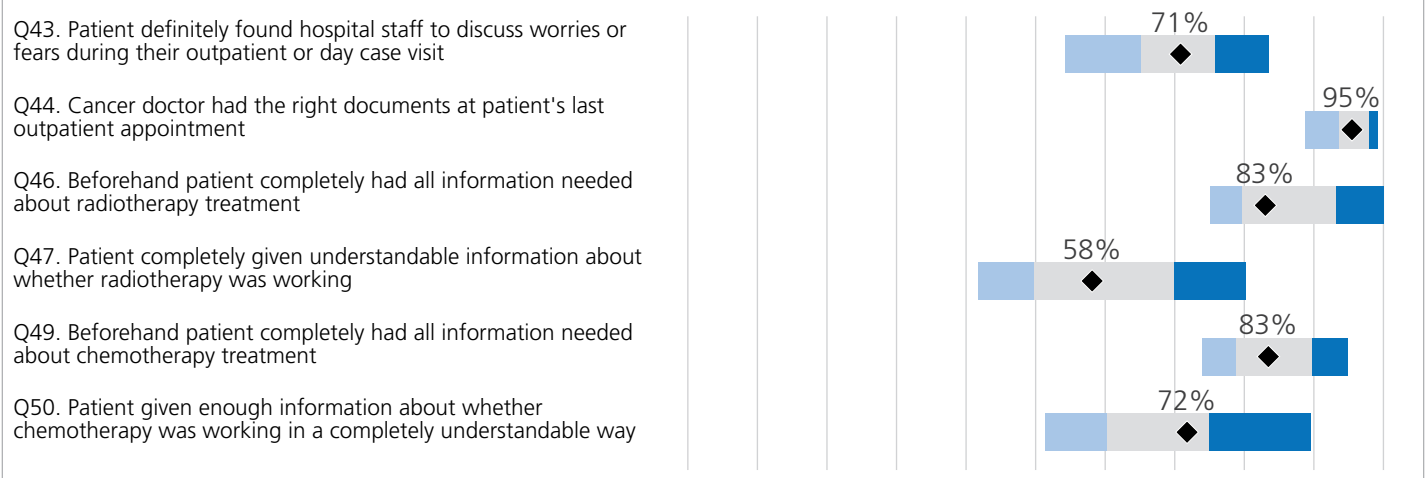 Q43. Patient definitely found hospital staff to discuss worries or
fears during their outpatient or day case visit
71%
Q44. Cancer doctor had the right documents at patient's last
outpatient appointment
95%
Q46. Beforehand patient completely had all information needed
about radiotherapy treatment
83%
Q47. Patient completely given understandable information about
whether radiotherapy was working
58%
Q49. Beforehand patient completely had all information needed
about chemotherapy treatment
83%
Q50. Patient given enough information about whether
chemotherapy was working in a completely understandable way
72%